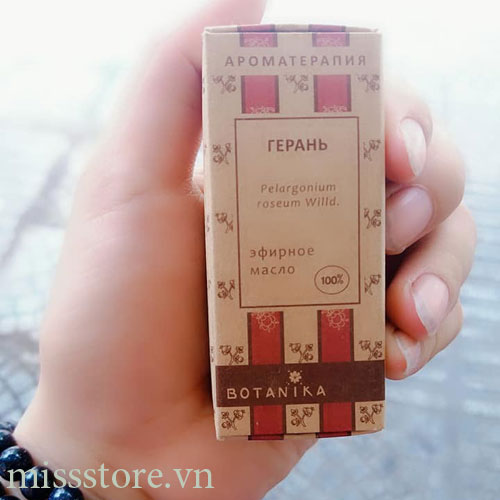 АРОМАТЕРАПИЯ
ГЕРАНЬ
Pelargonium
roseum Willd.
эфирное
масло
100%
BOTANIKA
missstore.vn